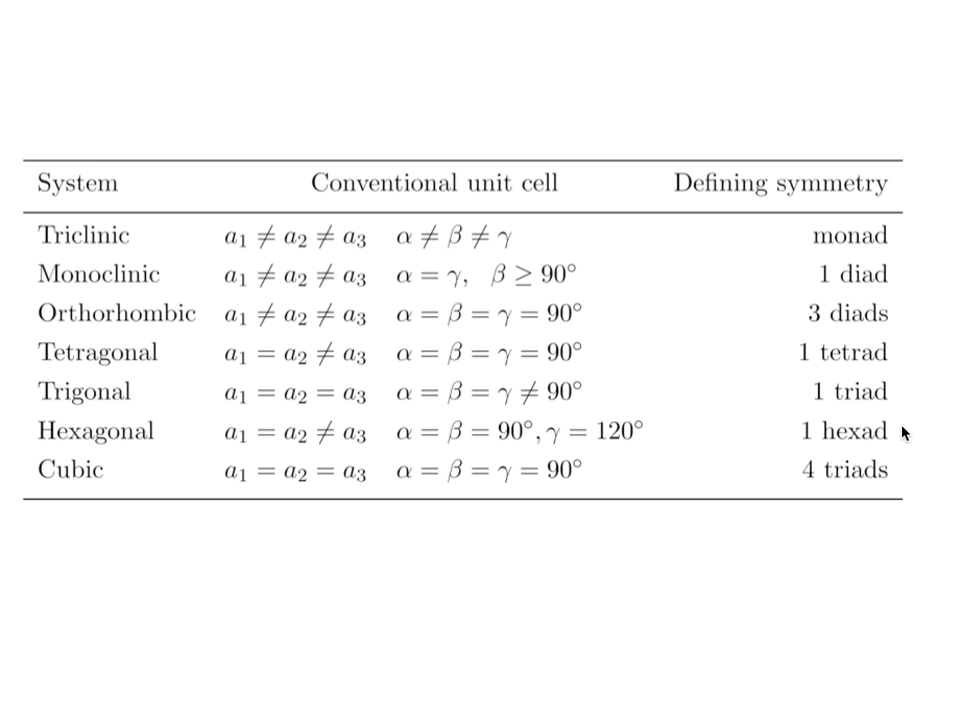 System Conventional unit cell Defining symmetry
Triclinic a₁ ≠ a₂ ≠ a₃ α ≠ β ≠ γ monad
Monoclinic a₁ ≠ a₂ ≠ a₃ α = γ, β ≥ 90° 1 diad
Orthorhombic a₁ ≠ a₂ ≠ a₃ α = β = γ = 90° 3 diads
Tetragonal a₁ = a₂ ≠ a₃ α = β = γ = 90° 1 tetrad
Trigonal a₁ = a₂ = a₃ α = β = γ ≠ 90° 1 triad
Hexagonal a₁ = a₂ ≠ a₃ α = β = 90°, γ = 120° 1 hexad
Cubic a₁ = a₂ = a₃ α = β = γ = 90° 4 triads